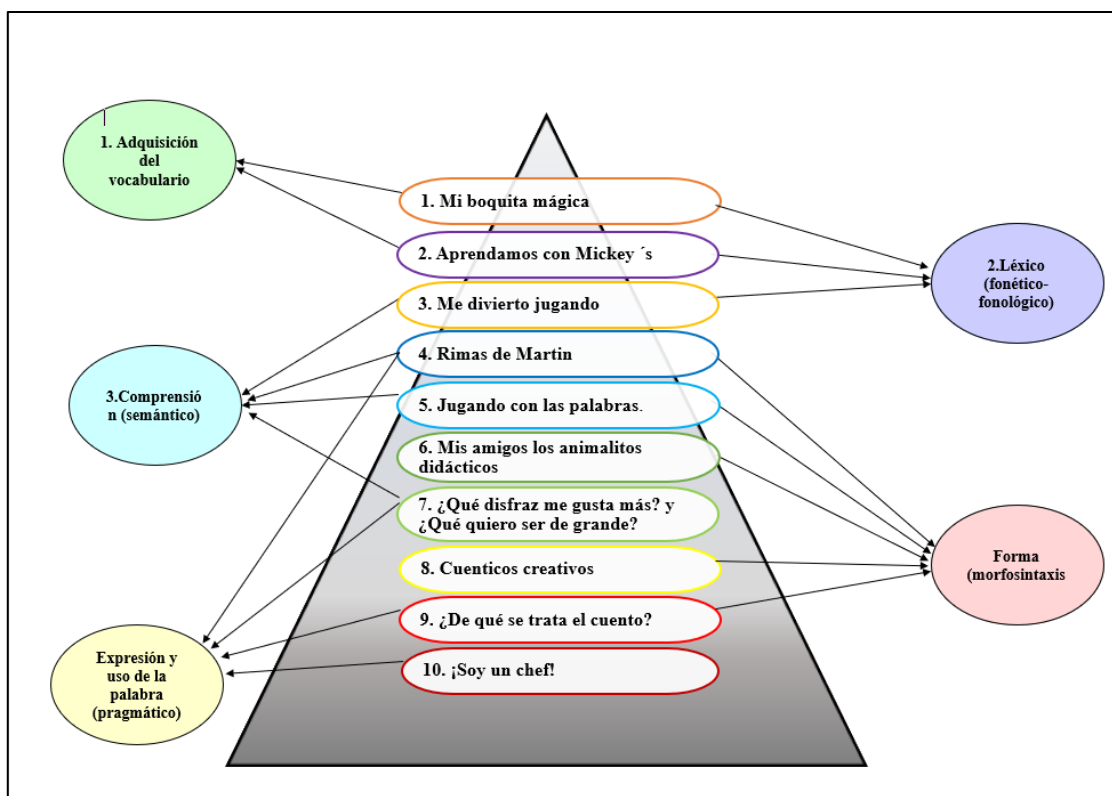 1. Adquisición
del
vocabulario
1. Mi boquita mágica
2. Aprendamos con Mickey ´s
2.Léxico
(fonético-
fonológico)
3. Me divierto jugando
4. Rimas de Martin
3.Comprensió
n (semántico)
5. Jugando con las palabras.
6. Mis amigos los animalitos
didácticos
7. ¿Qué disfraz me gusta más? y
¿Qué quiero ser de grande?
Forma
(morfosintaxis
8. Cuenticos creativos
9. ¿De qué se trata el cuento?
Expresión y
uso de la
palabra
(pragmático)
10. ¡Soy un chef!